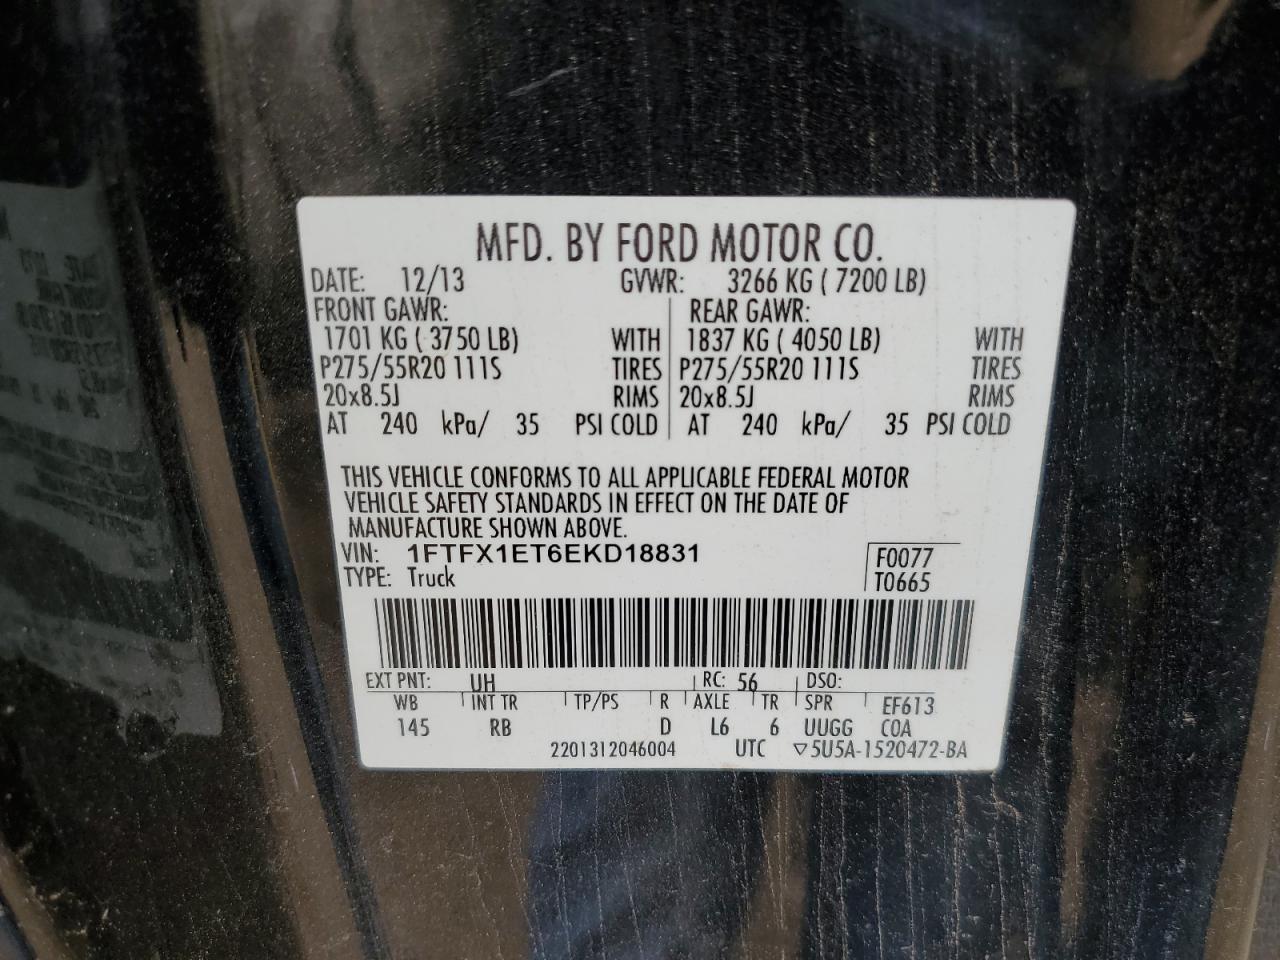 MFD. BY FORD MOTOR CO.
DATE: 12/13 GVWR: 3266 KG ( 7200 LB)
FRONT GAWR: REAR GAWR:
1701 KG ( 3750 LB) WITH 1837 KG ( 4050 LB) WITH
P275/55R20 111S TIRES P275/55R20 111S TIRES
20x8.5J RIMS 20x8.5J RIMS
AT 240 kPa/ 35 PSI COLD AT 240 kPa/ 35 PSI COLD
THIS VEHICLE CONFORMS TO ALL APPLICABLE FEDERAL MOTOR
VEHICLE SAFETY STANDARDS IN EFFECT ON THE DATE OF
MANUFACTURE SHOWN ABOVE.
VIN: 1FTFX1ET6EKD18831 F0077
TYPE: Truck T0665
EXT PNT: UH RC: 56 DSO:
WB INT TR TP/PS R AXLE TR SPR EF613
145 RB D L6 6 UUGG COA
2201312046004 UTC ▽5U5A-1520472-BA